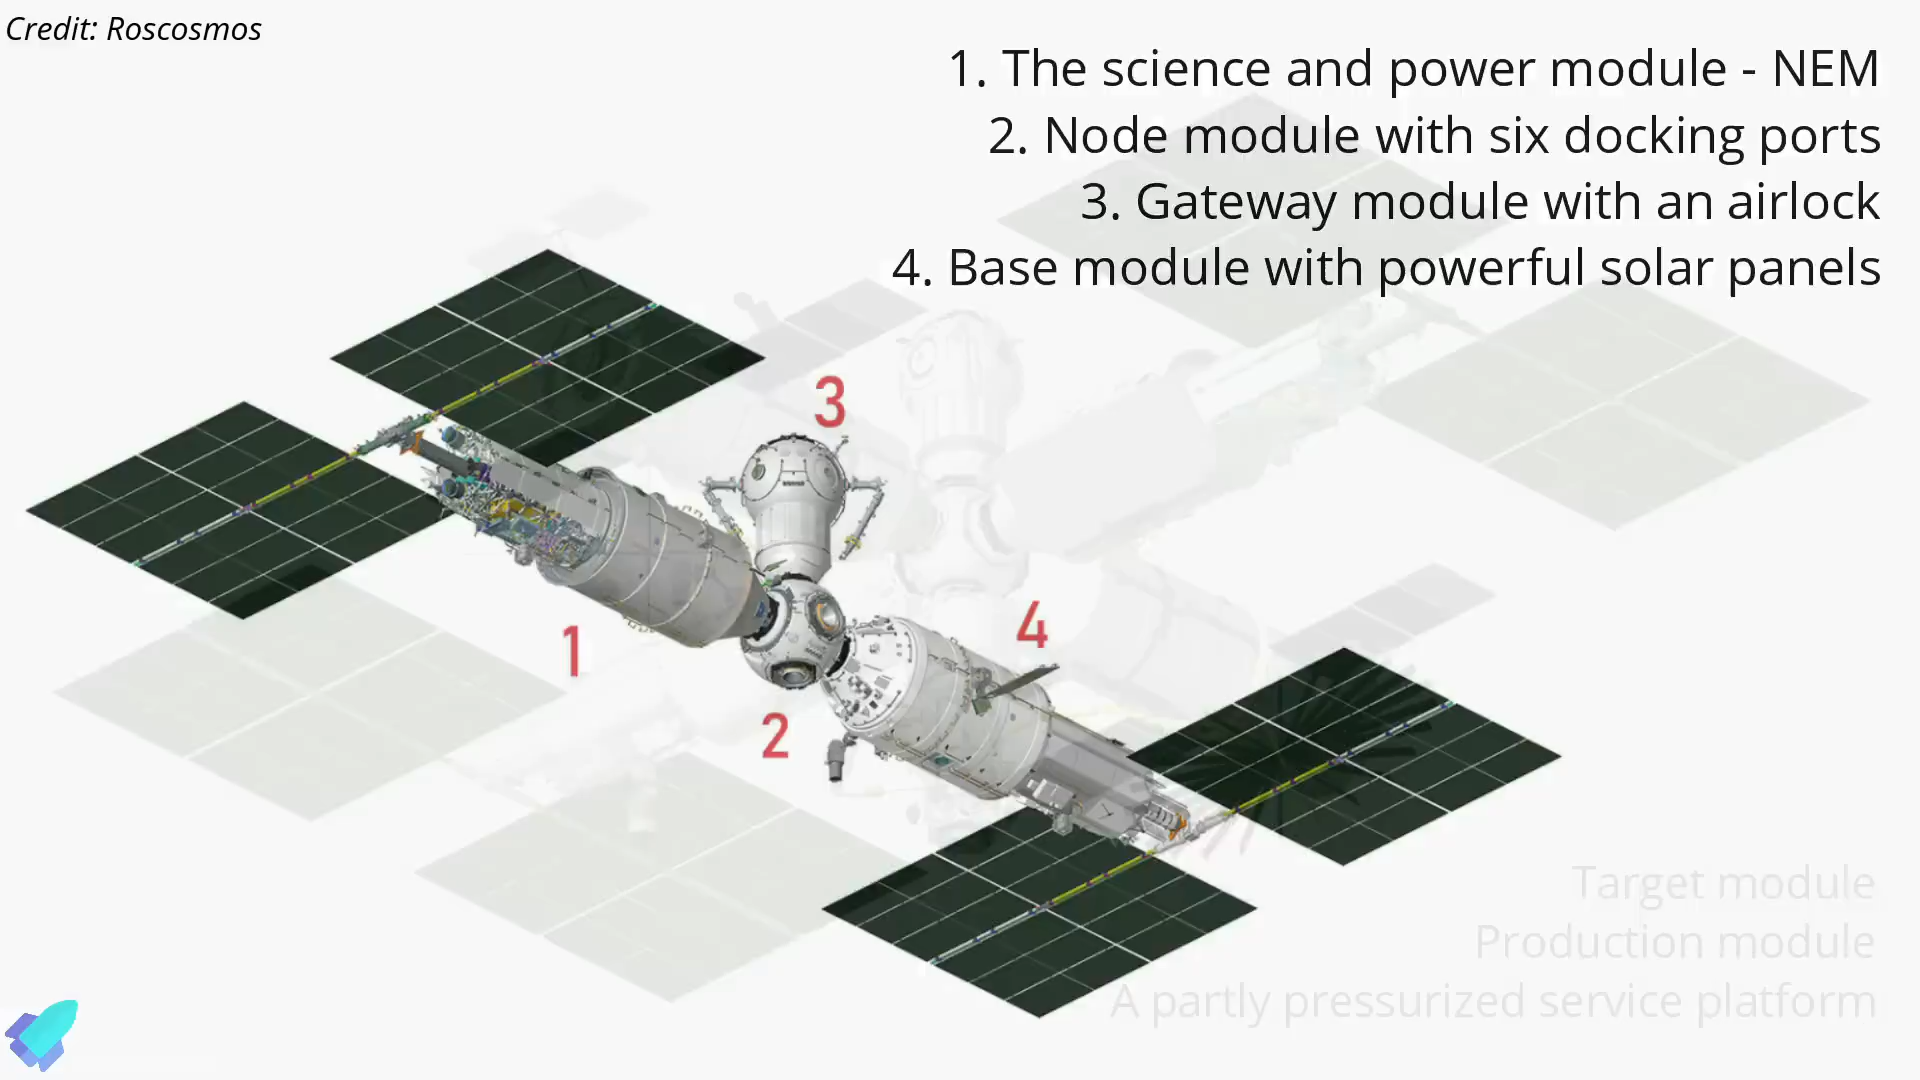 Credit: Roscosmos
1. The science and power module - NEM
2. Node module with six docking ports
3. Gateway module with an airlock
4. Base module with powerful solar panels
3
4
1
2
Target module
Production module
A partly pressurized service platform